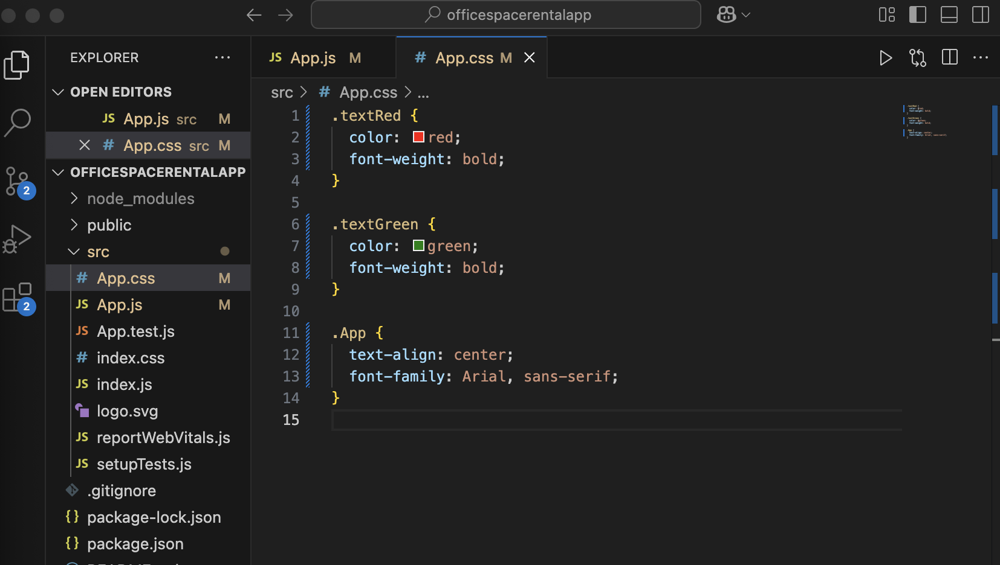 officespacerentalapp
EXPLORER
OPEN EDITORS
JS App.js src M
# App.css src M
OFFICESPACERENTALAPP
node_modules
public
src
# App.css M
JS App.js M
JS App.test.js
# index.css
JS index.js
logo.svg
JS reportWebVitals.js
JS setupTests.js
.gitignore
{} package-lock.json
{} package.json
2
2
JS App.js M
# App.css M
src > # App.css > ...
1 .textRed {
2 color: red;
3 font-weight: bold;
4 }
5
6 .textGreen {
7 color: green;
8 font-weight: bold;
9 }
10
11 .App {
12 text-align: center;
13 font-family: Arial, sans-serif;
14 }
15